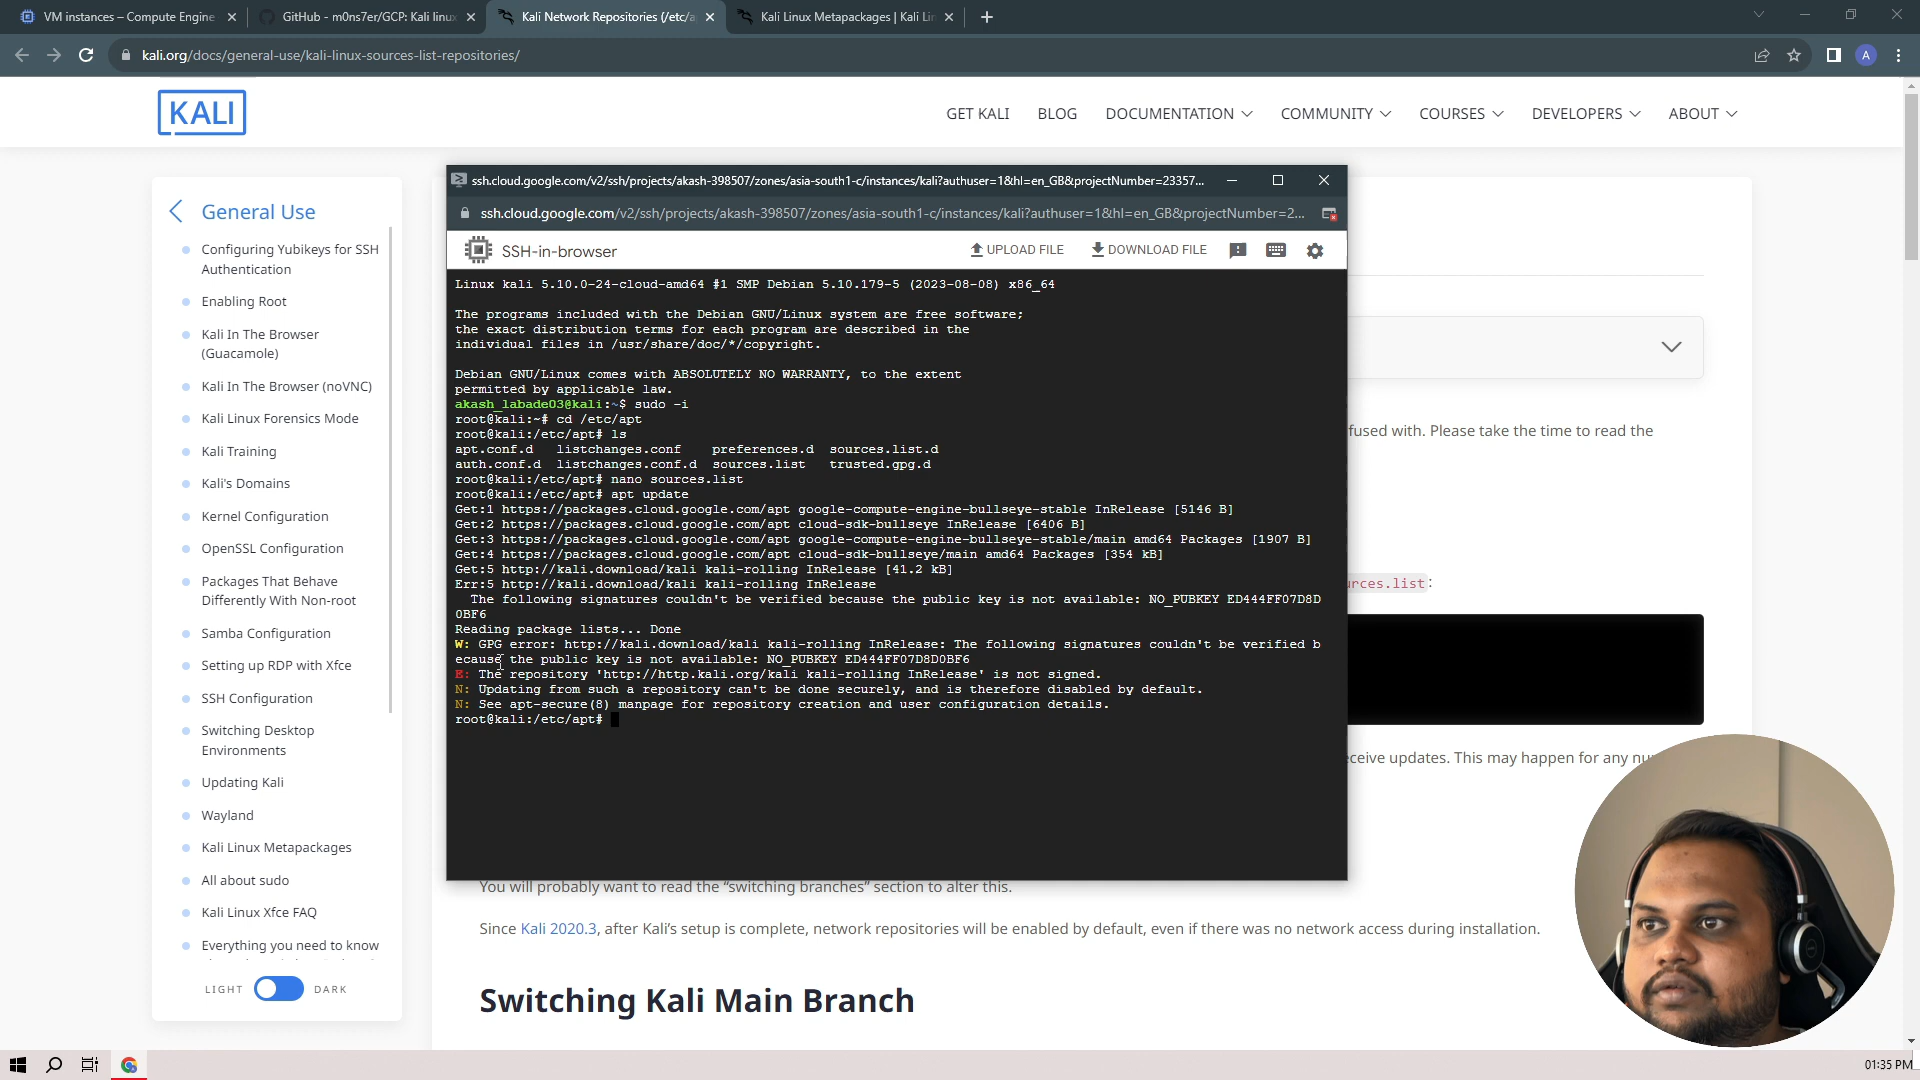 VM instances – Compute Engine
GitHub - m0ns7er/GCP: Kali linux
Kali Network Repositories (/etc/a
Kali Linux Metapackages | Kali Li
kali.org/docs/general-use/kali-linux-sources-list-repositories/
A
KALI
GET KALI
BLOG
DOCUMENTATION
COMMUNITY
COURSES
DEVELOPERS
ABOUT
General Use
Configuring Yubikeys for SSH
Authentication
Enabling Root
Kali In The Browser
(Guacamole)
Kali In The Browser (noVNC)
Kali Linux Forensics Mode
Kali Training
Kali's Domains
Kernel Configuration
OpenSSL Configuration
Packages That Behave
Differently With Non-root
Samba Configuration
Setting up RDP with Xfce
SSH Configuration
Switching Desktop
Environments
Updating Kali
Wayland
Kali Linux Metapackages
All about sudo
Kali Linux Xfce FAQ
Everything you need to know
LIGHT
DARK
ssh.cloud.google.com/v2/ssh/projects/akash-398507/zones/asia-south1-c/instances/kali?authuser=1&hl=en_GB&projectNumber=23357...
ssh.cloud.google.com/v2/ssh/projects/akash-398507/zones/asia-south1-c/instances/kali?authuser=1&hl=en_GB&projectNumber=2...
SSH-in-browser
UPLOAD FILE
DOWNLOAD FILE
Linux kali 5.10.0-24-cloud-amd64 #1 SMP Debian 5.10.179-5 (2023-08-08) x86_64
The programs included with the Debian GNU/Linux system are free software;
the exact distribution terms for each program are described in the
individual files in /usr/share/doc/*/copyright.
Debian GNU/Linux comes with ABSOLUTELY NO WARRANTY, to the extent
permitted by applicable law.
akash_labade03@kali:~$ sudo -i
root@kali:~# cd /etc/apt
root@kali:/etc/apt# ls
apt.conf.d listchanges.conf preferences.d sources.list.d
auth.conf.d listchanges.conf.d sources.list trusted.gpg.d
root@kali:/etc/apt# nano sources.list
root@kali:/etc/apt# apt update
Get:1 https://packages.cloud.google.com/apt google-compute-engine-bullseye-stable InRelease [5146 B]
Get:2 https://packages.cloud.google.com/apt cloud-sdk-bullseye InRelease [6406 B]
Get:3 https://packages.cloud.google.com/apt google-compute-engine-bullseye-stable/main amd64 Packages [1907 B]
Get:4 https://packages.cloud.google.com/apt cloud-sdk-bullseye/main amd64 Packages [354 kB]
Get:5 http://kali.download/kali kali-rolling InRelease [41.2 kB]
Err:5 http://kali.download/kali kali-rolling InRelease
The following signatures couldn't be verified because the public key is not available: NO_PUBKEY ED444FF07D8D
0BF6
Reading package lists... Done
W: GPG error: http://kali.download/kali kali-rolling InRelease: The following signatures couldn't be verified b
ecause the public key is not available: NO_PUBKEY ED444FF07D8D0BF6
E: The repository 'http://http.kali.org/kali kali-rolling InRelease' is not signed.
N: Updating from such a repository can't be done securely, and is therefore disabled by default.
N: See apt-secure(8) manpage for repository creation and user configuration details.
root@kali:/etc/apt#
fused with. Please take the time to read the
urces.list:
ceive updates. This may happen for any nu
You will probably want to read the “switching branches” section to alter this.
Since Kali 2020.3, after Kali’s setup is complete, network repositories will be enabled by default, even if there was no network access during installation.
Switching Kali Main Branch
01:35 PM